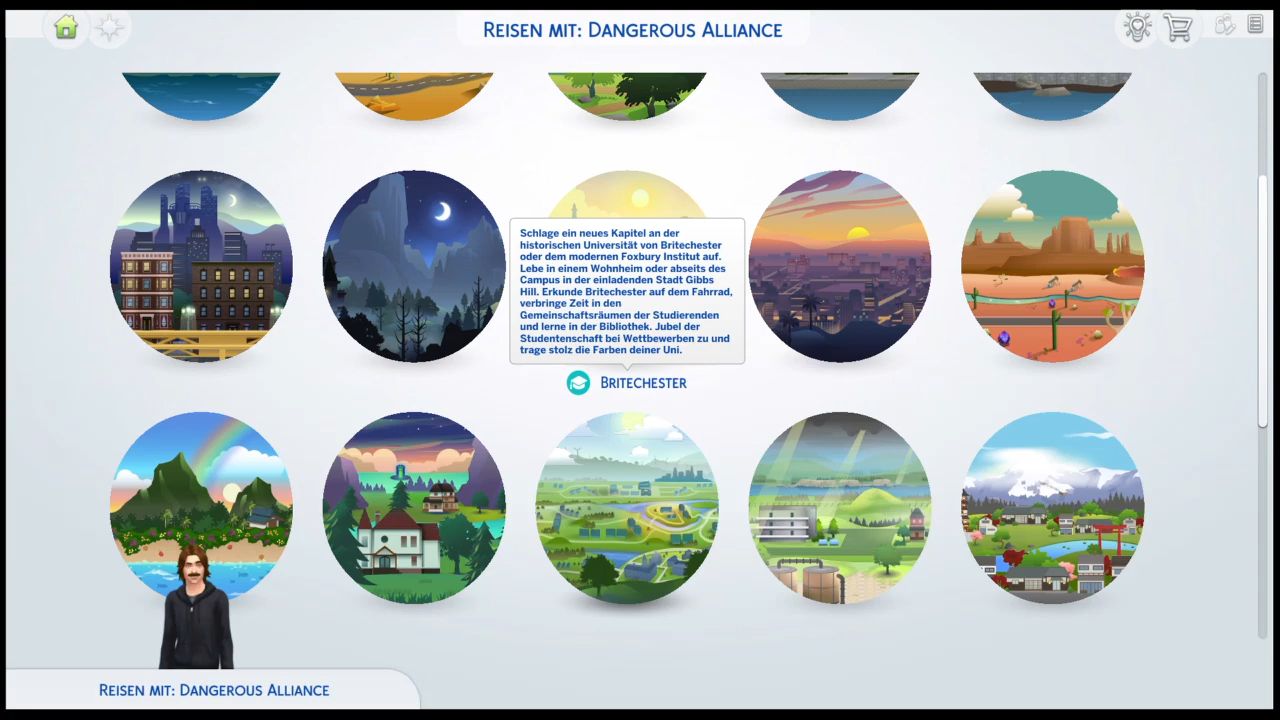 Reisen mit: Dangerous Alliance
Schlage ein neues Kapitel an der
historischen Universität von Britechester
oder dem modernen Foxbury Institut auf.
Lebe in einem Wohnheim oder abseits des
Campus in der einladenden Stadt Gibbs
Hill. Erkunde Britechester auf dem Fahrrad,
verbringe Zeit in den
Gemeinschaftsräumen der Studierenden
und lerne in der Bibliothek. Jubel der
Studentenschaft bei Wettbewerben zu und
trage stolz die Farben deiner Uni.
Britechester
Reisen mit: Dangerous Alliance